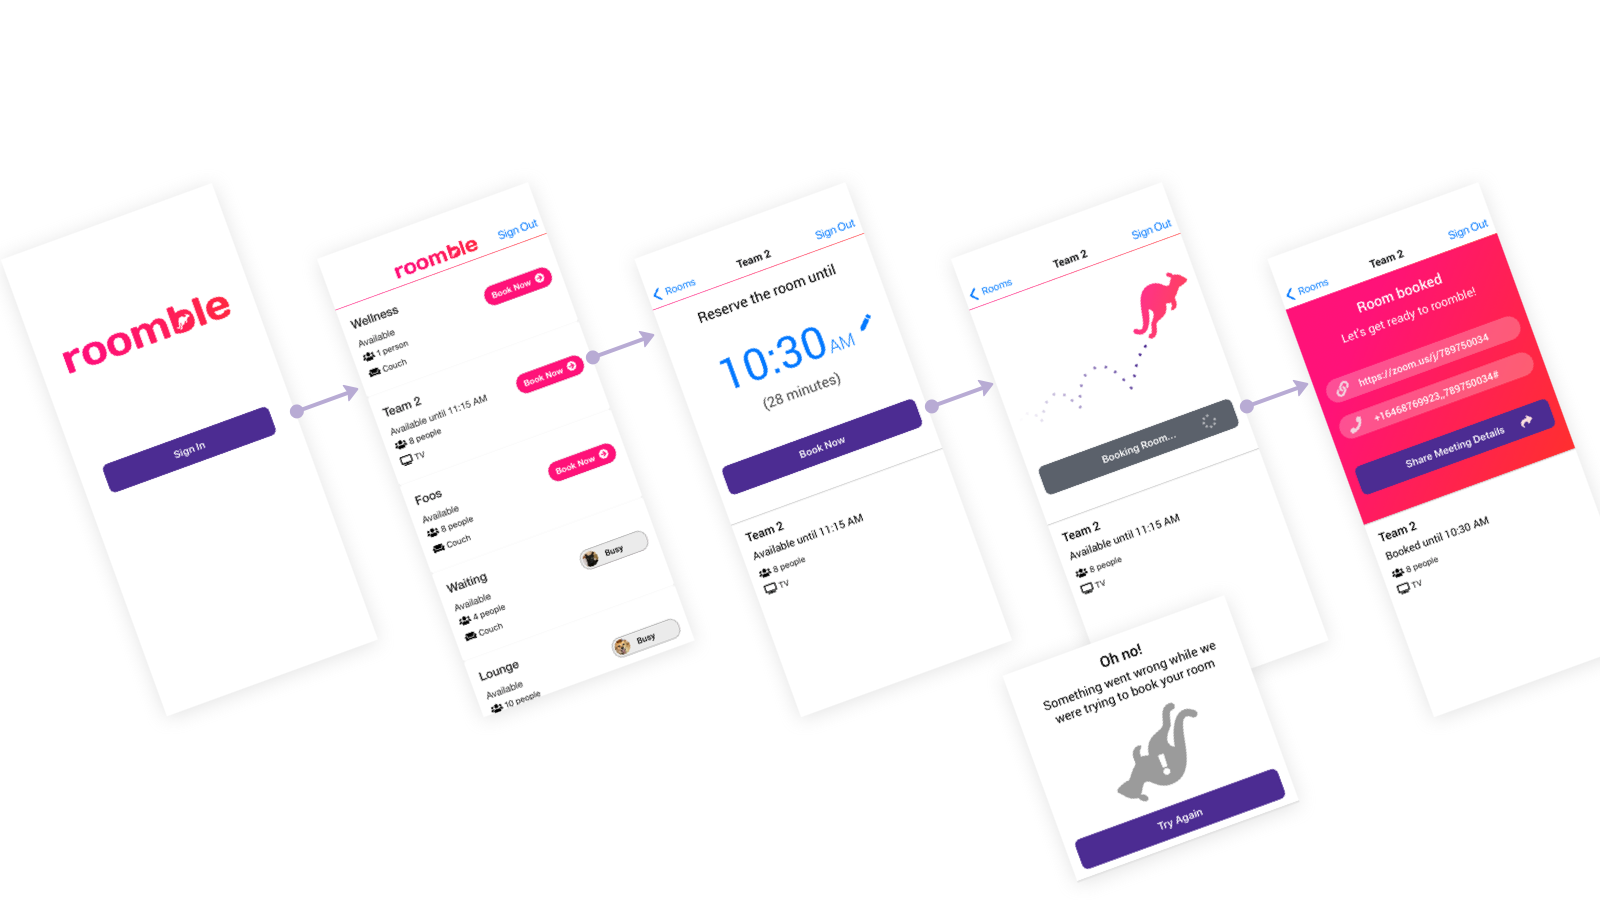 roomble
Sign In
Sign Out
roomble
Wellness
Book Now
Available
1 person
Couch
Team 2
Book Now
Available until 11:15 AM
8 people
TV
Foos
Book Now
Available
8 people
Couch
Waiting
Busy
Available
4 people
Couch
Lounge
Busy
Available
10 people
Sign Out
Team 2
Rooms
Reserve the room until
10:30 AM
(28 minutes)
Book Now
Team 2
Available until 11:15 AM
8 people
TV
Sign Out
Team 2
Rooms
Booking Room...
Team 2
Available until 11:15 AM
8 people
TV
Oh no!
Something went wrong while we
were trying to book your room
!
Try Again
Sign Out
Team 2
Rooms
Room booked
Let's get ready to roomble!
https://zoom.us/j/789750034
+16468769923,,789750034#
Share Meeting Details
Team 2
Booked until 10:30 AM
8 people
TV